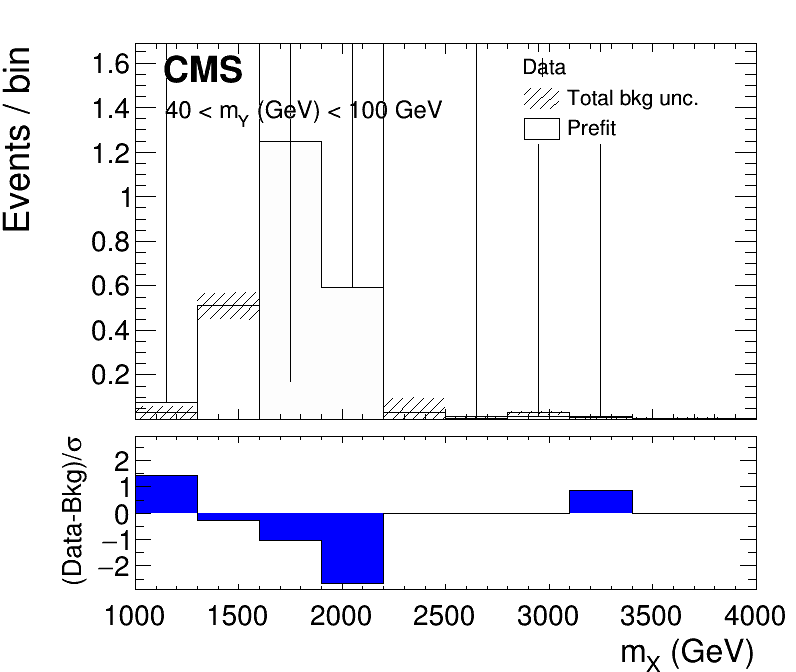 Events / bin
1.6
1.4
1.2
1
0.8
0.6
0.4
0.2
CMS
40 < mY (GeV) < 100 GeV
Data
Total bkg unc.
Prefit
(Data-Bkg)/σ
2
1
0
−1
−2
1000 1500 2000 2500 3000 3500 4000
mX (GeV)